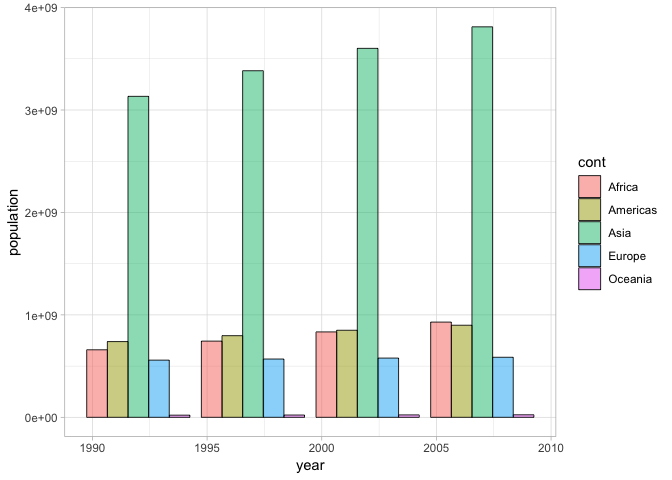 4e+09
3e+09
2e+09
1e+09
0e+00
population
1990 1995 2000 2005 2010
year
cont
Africa
Americas
Asia
Europe
Oceania